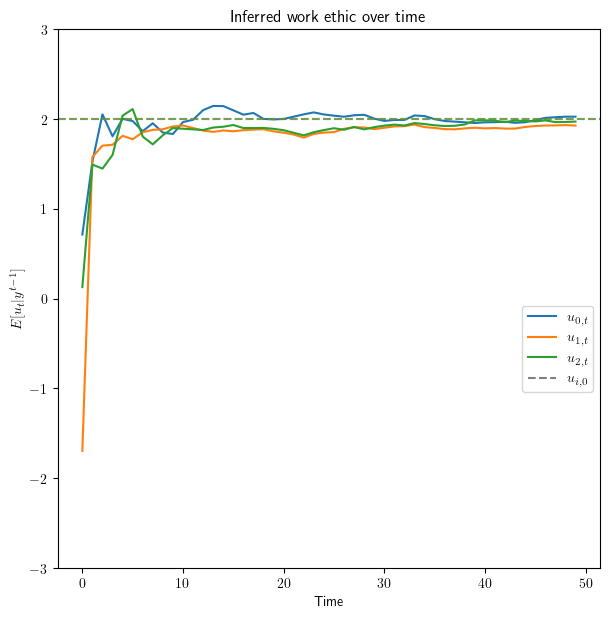 Inferred work ethic over time
3
2
1
0
−1
−2
−3
E[u_t|y^{t−1}]
u_{0,t}
u_{1,t}
u_{2,t}
u_{i,0}
0 10 20 30 40 50
Time